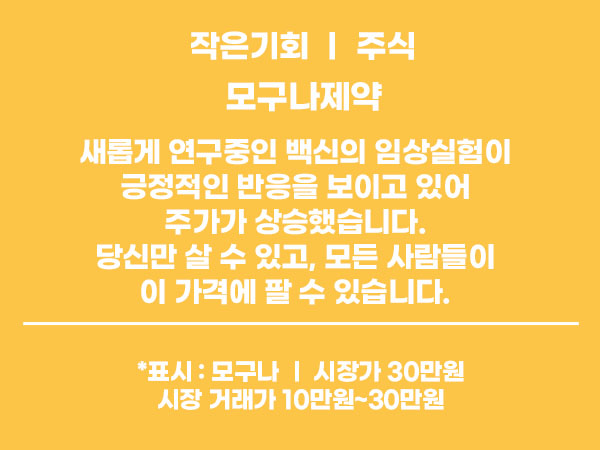 작은기회 ㅣ 주식
모구나제약
새롭게 연구중인 백신의 임상실험이
긍정적인 반응을 보이고 있어
주가가 상승했습니다.
당신만 살 수 있고, 모든 사람들이
이 가격에 팔 수 있습니다.
*표시 : 모구나 ㅣ 시장가 30만원
시장 거래가 10만원~30만원